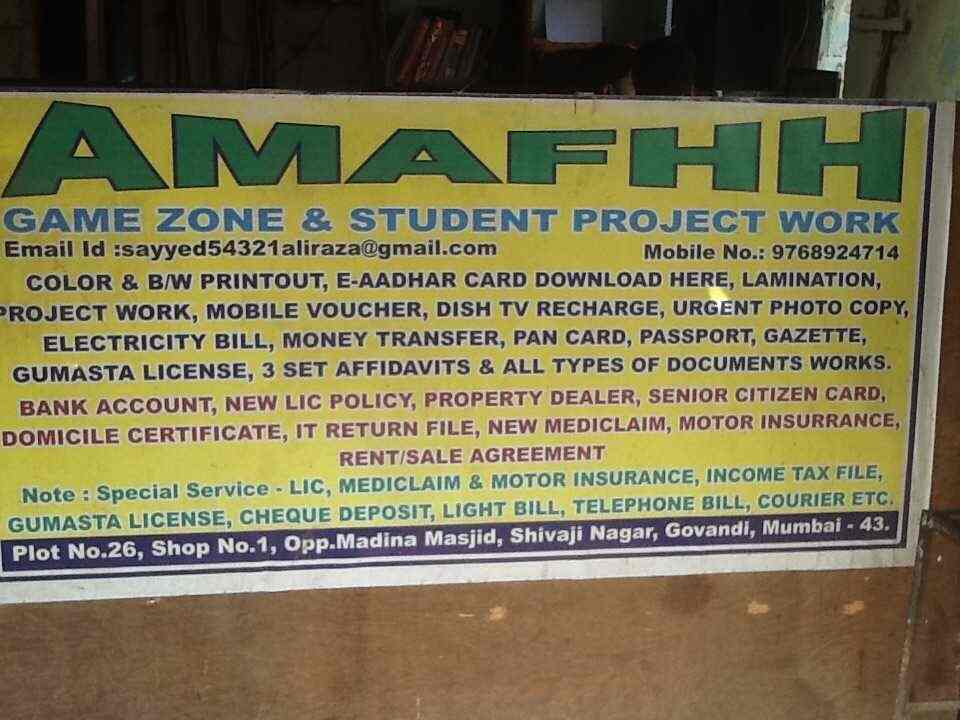 AMAFHH
GAME ZONE & STUDENT PROJECT WORK
Email Id :sayyed54321aliraza@gmail.com Mobile No.: 9768924714
COLOR & B/W PRINTOUT, E-AADHAR CARD DOWNLOAD HERE, LAMINATION,
PROJECT WORK, MOBILE VOUCHER, DISH TV RECHARGE, URGENT PHOTO COPY,
ELECTRICITY BILL, MONEY TRANSFER, PAN CARD, PASSPORT, GAZETTE,
GUMASTA LICENSE, 3 SET AFFIDAVITS & ALL TYPES OF DOCUMENTS WORKS.
BANK ACCOUNT, NEW LIC POLICY, PROPERTY DEALER, SENIOR CITIZEN CARD,
DOMICILE CERTIFICATE, IT RETURN FILE, NEW MEDICLAIM, MOTOR INSURRANCE,
RENT/SALE AGREEMENT
Note : Special Service - LIC, MEDICLAIM & MOTOR INSURANCE, INCOME TAX FILE,
GUMASTA LICENSE, CHEQUE DEPOSIT, LIGHT BILL, TELEPHONE BILL, COURIER ETC.
Plot No.26, Shop No.1, Opp.Madina Masjid, Shivaji Nagar, Govandi, Mumbai - 43.